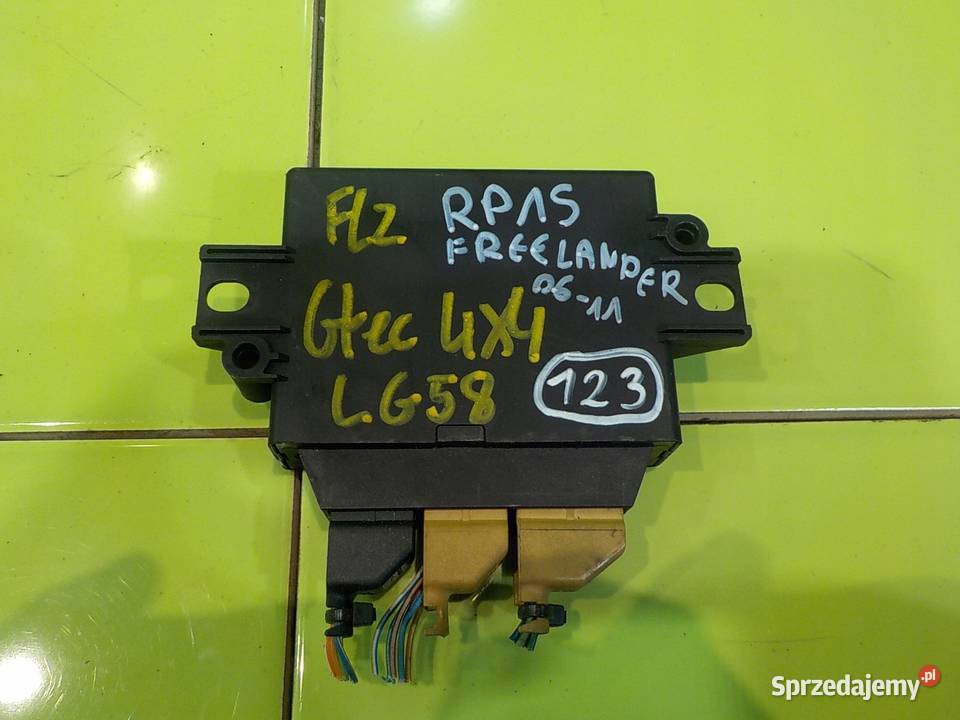 FL2
RPAS
FREELANDER
06-11
Gtec 4x4
LG58
123
Sprzedajemy.pl